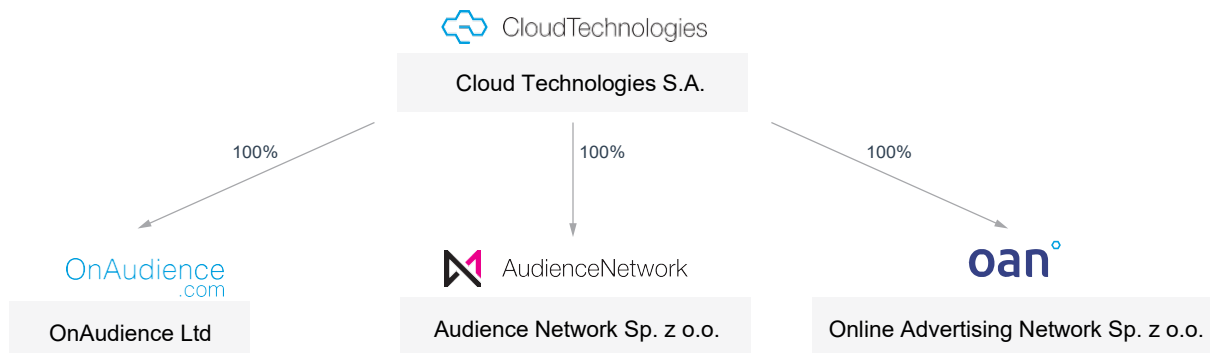 CloudTechnologies
Cloud Technologies S.A.
100%
100%
100%
OnAudience
.com
AudienceNetwork
oan
OnAudience Ltd
Audience Network Sp. z o.o.
Online Advertising Network Sp. z o.o.